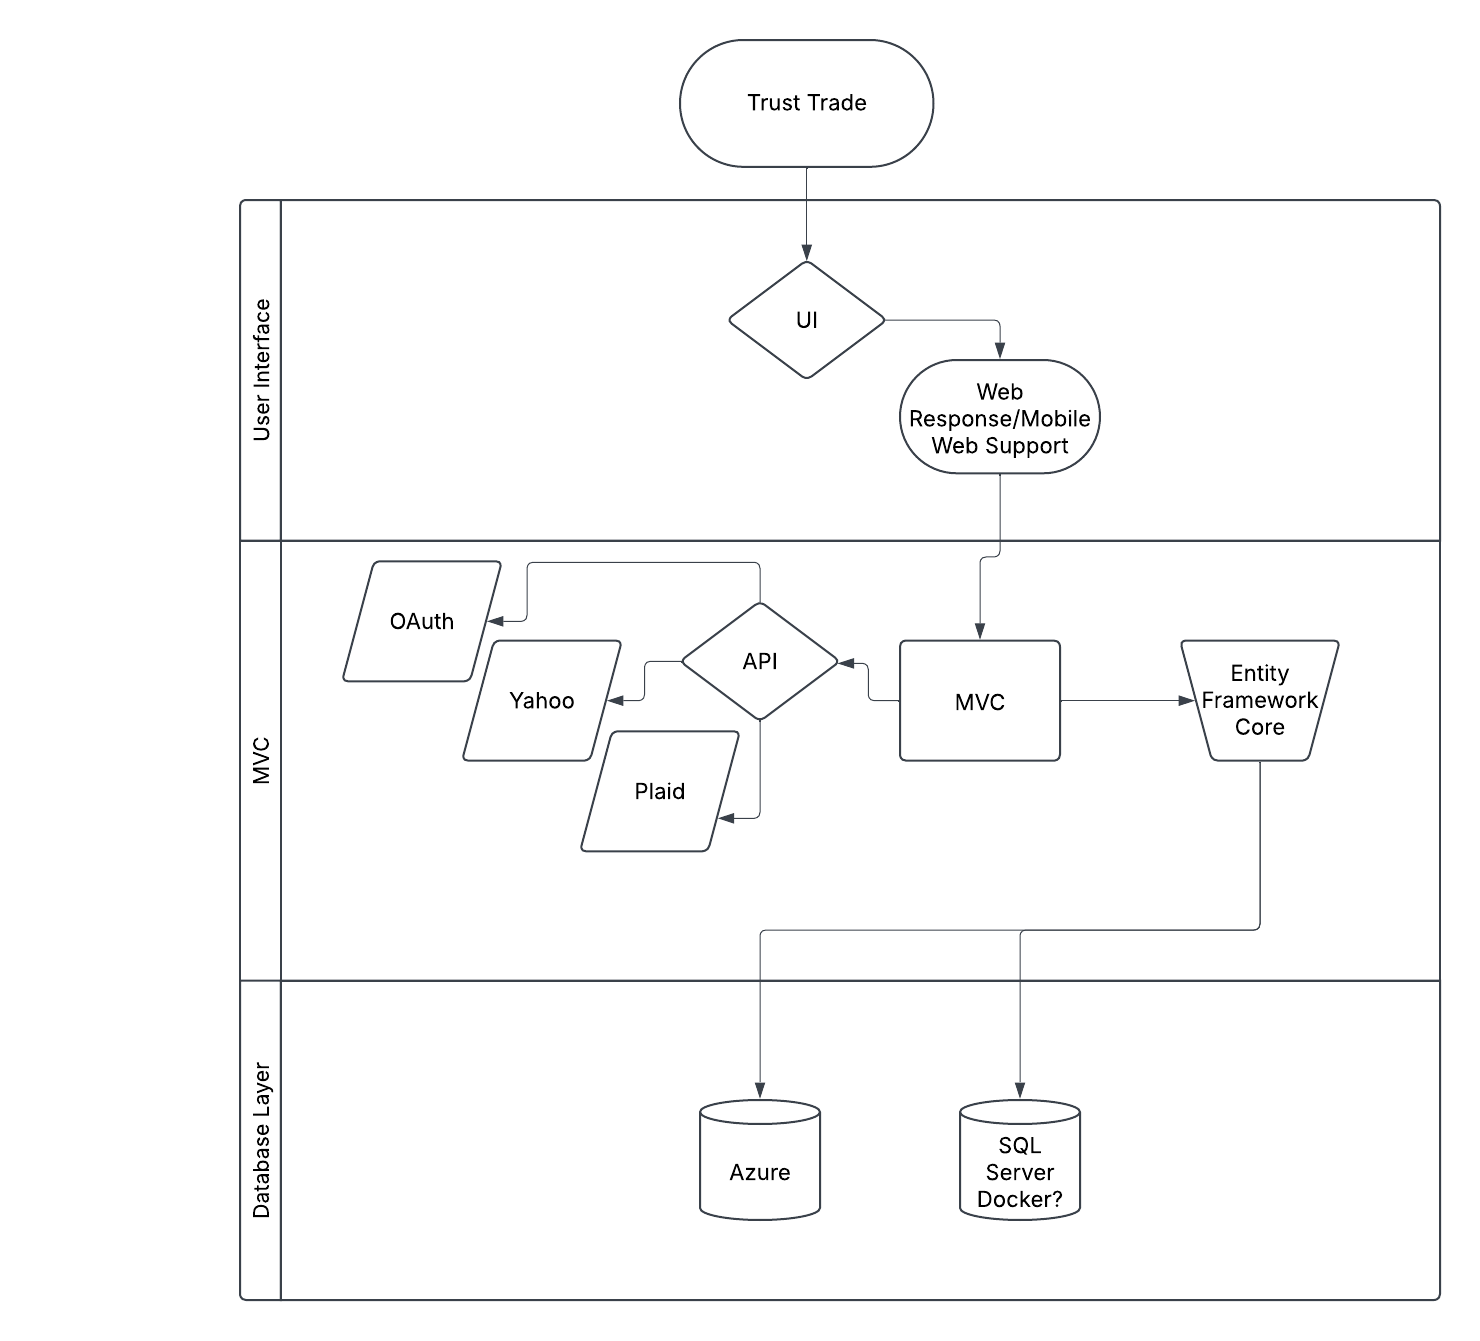 Trust Trade
User Interface
UI
Web
Response/Mobile
Web Support
MVC
OAuth
Yahoo
Plaid
API
MVC
Entity
Framework
Core
Database Layer
Azure
SQL
Server
Docker?